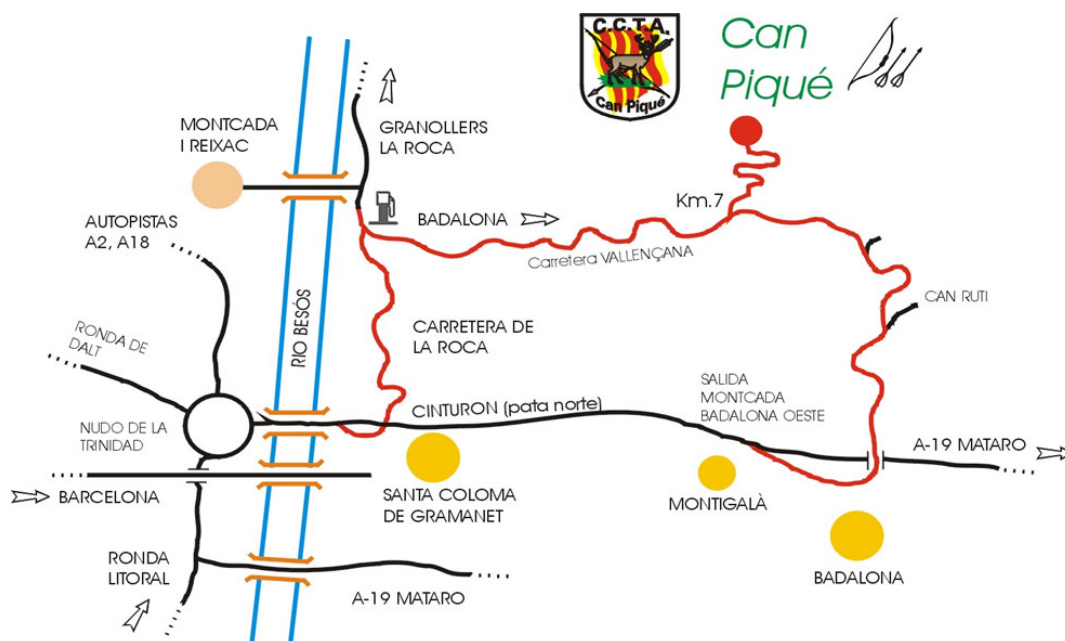 C.C.T.A.
Can Piqué
Can
Piqué
MONTCADA
I REIXAC
GRANOLLERS
LA ROCA
Km.7
AUTOPISTAS
A2, A18
BADALONA
Carretera VALLENÇANA
CAN RUTI
RIO BESÓS
CARRETERA DE
LA ROCA
RONDA DE
DALT
SALIDA
MONTCADA
BADALONA OESTE
CINTURON (pata norte)
NUDO DE LA
TRINIDAD
A-19 MATARO
BARCELONA
SANTA COLOMA
DE GRAMANET
MONTIGALÀ
RONDA
LITORAL
BADALONA
A-19 MATARO